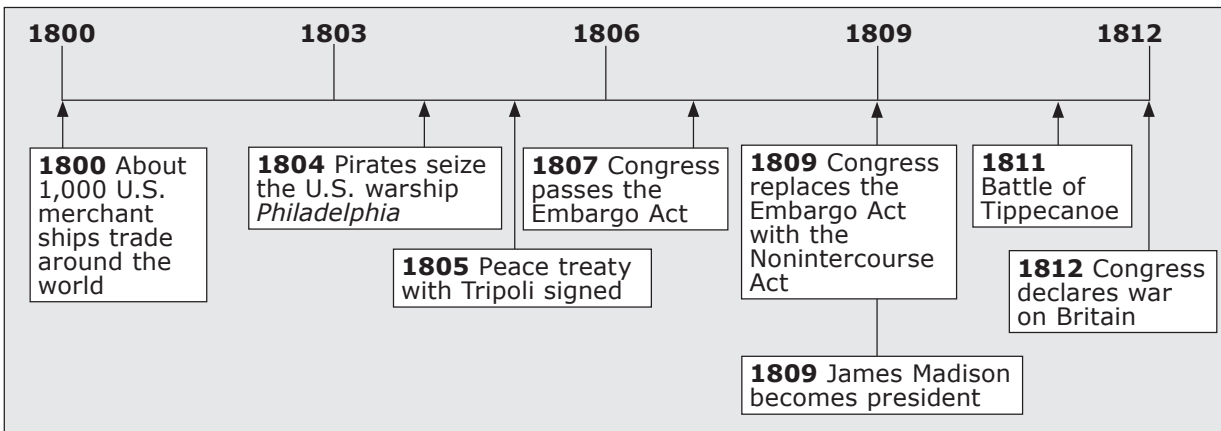 1800 1803 1806 1809 1812
1800 About
1,000 U.S.
merchant
ships trade
around the
world
1804 Pirates seize
the U.S. warship
Philadelphia
1805 Peace treaty
with Tripoli signed
1807 Congress
passes the
Embargo Act
1809 Congress
replaces the
Embargo Act
with the
Nonintercourse
Act
1809 James Madison
becomes president
1811
Battle of
Tippecanoe
1812 Congress
declares war
on Britain